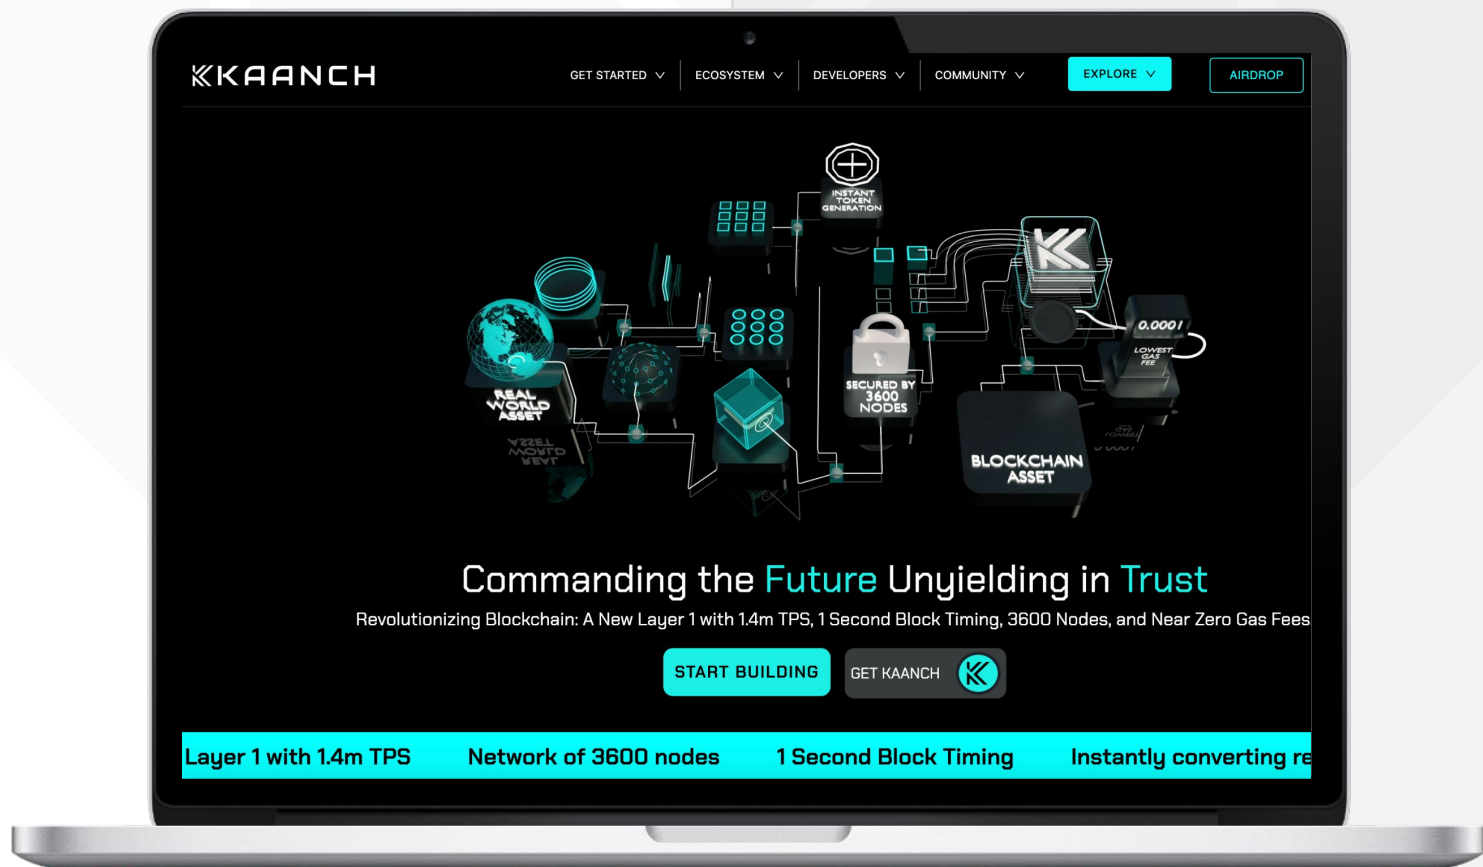 KAANCH
GET STARTED
ECOSYSTEM
DEVELOPERS
COMMUNITY
EXPLORE
AIRDROP
INSTANT
TOKEN
GENERATION
0.0001
LOWEST
GAS
FEE
REAL
WORLD
ASSET
SECURED BY
3600
NODES
BLOCKCHAIN
ASSET
Commanding the Future Unyielding in Trust
Revolutionizing Blockchain: A New Layer 1 with 1.4m TPS, 1 Second Block Timing, 3600 Nodes, and Near Zero Gas Fees
START BUILDING
GET KAANCH
Layer 1 with 1.4m TPS
Network of 3600 nodes
1 Second Block Timing
Instantly converting re